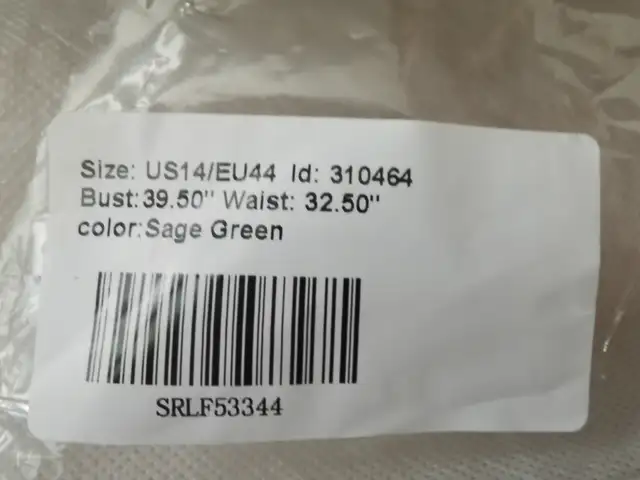 Size: US14/EU44 Id: 310464
Bust:39.50" Waist: 32.50"
color:Sage Green
SRLF53344